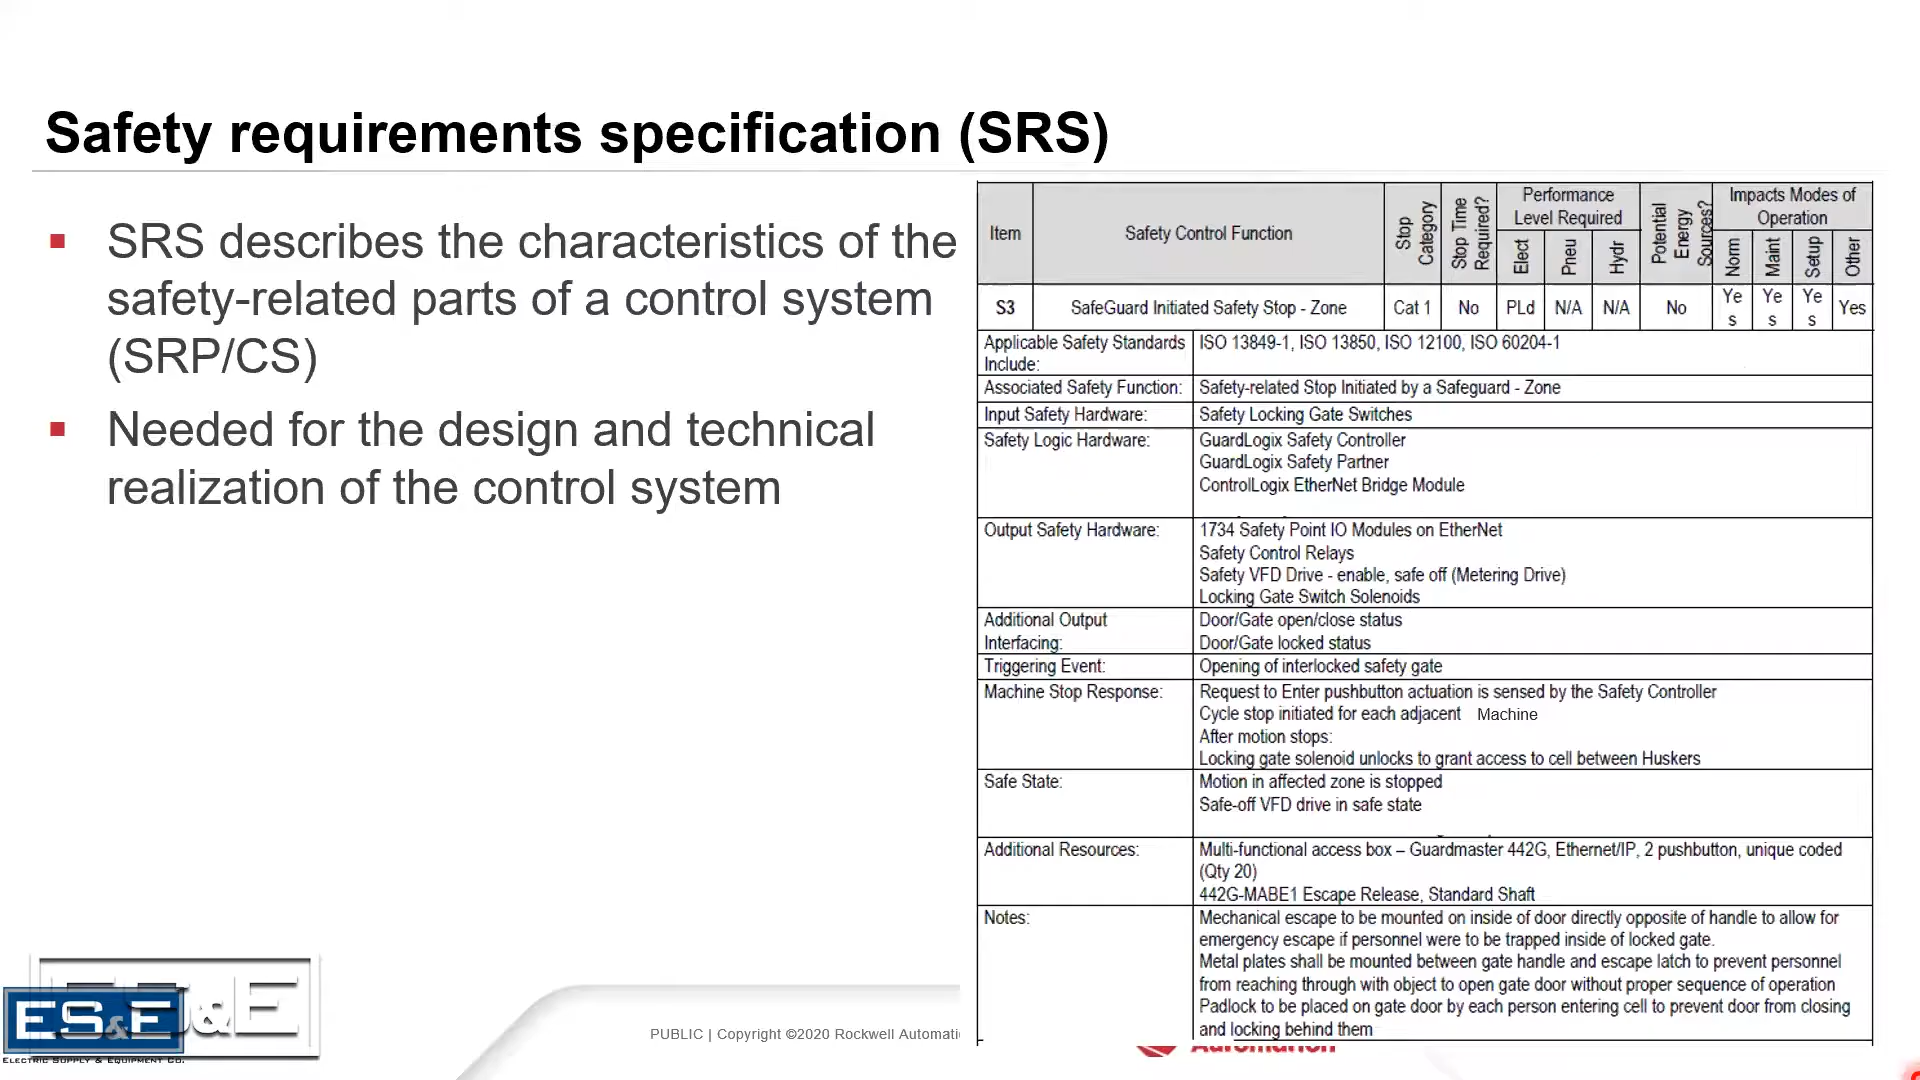 Safety requirements specification (SRS)
▪ SRS describes the characteristics of the
safety-related parts of a control system
(SRP/CS)
▪ Needed for the design and technical
realization of the control system
Item
Safety Control Function
Stop Category
Stop Time Required?
Performance
Level Required
Elect
Pneu
Hydr
Potential Energy Sources?
Impacts Modes of
Operation
Norm
Maint
Setup
Other
S3
SafeGuard Initiated Safety Stop - Zone
Cat 1
No
PLd
N/A
N/A
No
Ye
s
Ye
s
Ye
s
Yes
Applicable Safety Standards
Include:
ISO 13849-1, ISO 13850, ISO 12100, ISO 60204-1
Associated Safety Function:
Safety-related Stop Initiated by a Safeguard - Zone
Input Safety Hardware:
Safety Locking Gate Switches
Safety Logic Hardware:
GuardLogix Safety Controller
GuardLogix Safety Partner
ControlLogix EtherNet Bridge Module
Output Safety Hardware:
1734 Safety Point IO Modules on EtherNet
Safety Control Relays
Safety VFD Drive - enable, safe off (Metering Drive)
Locking Gate Switch Solenoids
Additional Output
Interfacing:
Door/Gate open/close status
Door/Gate locked status
Triggering Event:
Opening of interlocked safety gate
Machine Stop Response:
Request to Enter pushbutton actuation is sensed by the Safety Controller
Cycle stop initiated for each adjacent Machine
After motion stops:
Locking gate solenoid unlocks to grant access to cell between Huskers
Safe State:
Motion in affected zone is stopped
Safe-off VFD drive in safe state
Additional Resources:
Multi-functional access box – Guardmaster 442G, Ethernet/IP, 2 pushbutton, unique coded
(Qty 20)
442G-MABE1 Escape Release, Standard Shaft
Notes:
Mechanical escape to be mounted on inside of door directly opposite of handle to allow for
emergency escape if personnel were to be trapped inside of locked gate.
Metal plates shall be mounted between gate handle and escape latch to prevent personnel
from reaching through with object to open gate door without proper sequence of operation
Padlock to be placed on gate door by each person entering cell to prevent door from closing
and locking behind them
ES&E
ELECTRIC SUPPLY & EQUIPMENT CO.
PUBLIC | Copyright ©2020 Rockwell Automati
Automation